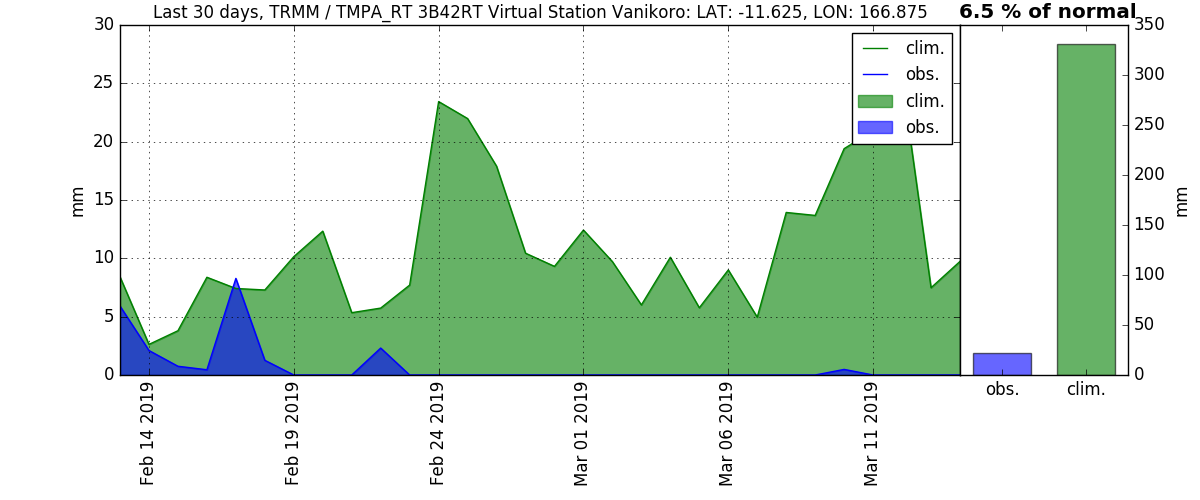 Last 30 days, TRMM / TMPA_RT 3B42RT Virtual Station Vanikoro: LAT: -11.625, LON: 166.875
6.5 % of normal
30
25
20
15
10
5
0
mm
clim.
obs.
clim.
obs.
350
300
250
200
150
100
50
0
mm
Feb 14 2019
Feb 19 2019
Feb 24 2019
Mar 01 2019
Mar 06 2019
Mar 11 2019
obs.
clim.